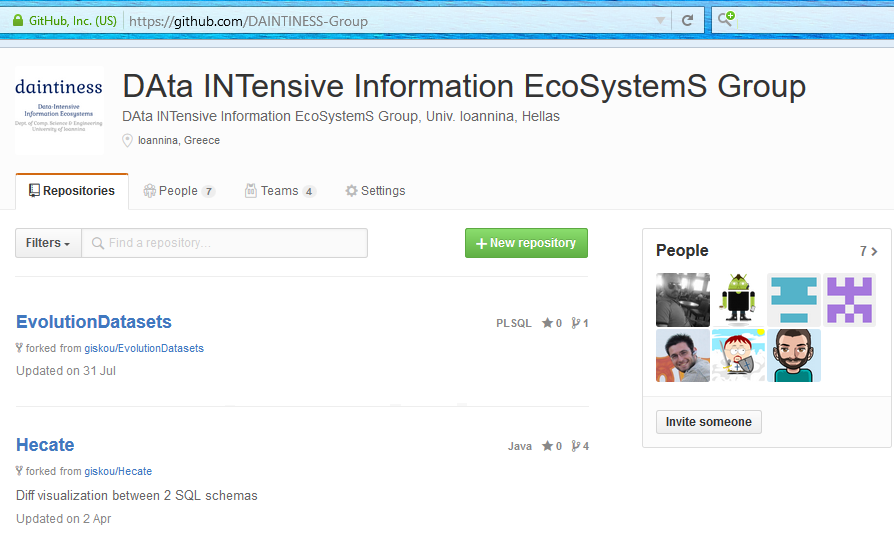 GitHub, Inc. (US) https://github.com/DAINTINESS-Group
daintiness
Data-Intensive
Information Ecosystems
Dept. of Comp. Science & Engineering
University of Ioannina
DAta INTensive Information EcoSystemS Group
DAta INTensive Information EcoSystemS Group, Univ. Ioannina, Hellas
Ioannina, Greece
Repositories People 7 Teams 4 Settings
Filters Find a repository... New repository
People 7
EvolutionDatasets PLSQL 0 1
forked from giskou/EvolutionDatasets
Updated on 31 Jul
Invite someone
Hecate Java 0 4
forked from giskou/Hecate
Diff visualization between 2 SQL schemas
Updated on 2 Apr